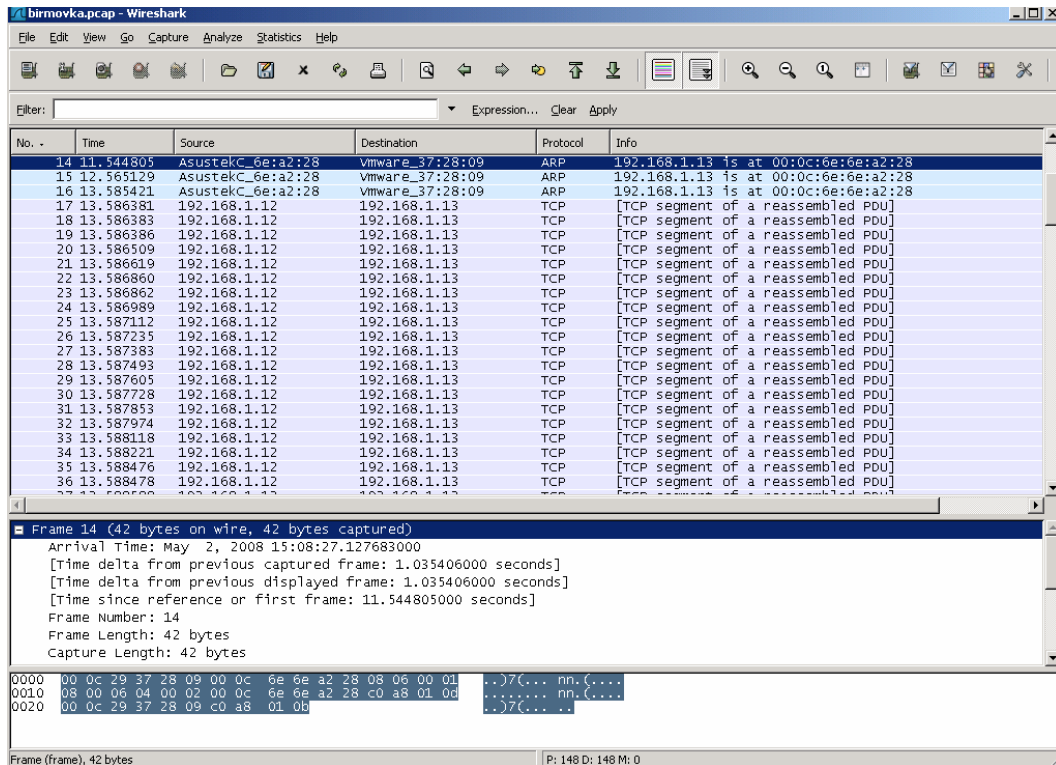 birmovka.pcap - Wireshark
File Edit View Go Capture Analyze Statistics Help
Filter: Expression... Clear Apply
No. - Time Source Destination Protocol Info
14 11.544805 AsustekC_6e:a2:28 Vmware_37:28:09 ARP 192.168.1.13 is at 00:0c:6e:6e:a2:28
15 12.565129 AsustekC_6e:a2:28 Vmware_37:28:09 ARP 192.168.1.13 is at 00:0c:6e:6e:a2:28
16 13.585421 AsustekC_6e:a2:28 Vmware_37:28:09 ARP 192.168.1.13 is at 00:0c:6e:6e:a2:28
17 13.586381 192.168.1.12 192.168.1.13 TCP [TCP segment of a reassembled PDU]
18 13.586383 192.168.1.12 192.168.1.13 TCP [TCP segment of a reassembled PDU]
19 13.586386 192.168.1.12 192.168.1.13 TCP [TCP segment of a reassembled PDU]
20 13.586509 192.168.1.12 192.168.1.13 TCP [TCP segment of a reassembled PDU]
21 13.586619 192.168.1.12 192.168.1.13 TCP [TCP segment of a reassembled PDU]
22 13.586860 192.168.1.12 192.168.1.13 TCP [TCP segment of a reassembled PDU]
23 13.586862 192.168.1.12 192.168.1.13 TCP [TCP segment of a reassembled PDU]
24 13.586989 192.168.1.12 192.168.1.13 TCP [TCP segment of a reassembled PDU]
25 13.587112 192.168.1.12 192.168.1.13 TCP [TCP segment of a reassembled PDU]
26 13.587235 192.168.1.12 192.168.1.13 TCP [TCP segment of a reassembled PDU]
27 13.587383 192.168.1.12 192.168.1.13 TCP [TCP segment of a reassembled PDU]
28 13.587493 192.168.1.12 192.168.1.13 TCP [TCP segment of a reassembled PDU]
29 13.587605 192.168.1.12 192.168.1.13 TCP [TCP segment of a reassembled PDU]
30 13.587728 192.168.1.12 192.168.1.13 TCP [TCP segment of a reassembled PDU]
31 13.587853 192.168.1.12 192.168.1.13 TCP [TCP segment of a reassembled PDU]
32 13.587974 192.168.1.12 192.168.1.13 TCP [TCP segment of a reassembled PDU]
33 13.588118 192.168.1.12 192.168.1.13 TCP [TCP segment of a reassembled PDU]
34 13.588221 192.168.1.12 192.168.1.13 TCP [TCP segment of a reassembled PDU]
35 13.588476 192.168.1.12 192.168.1.13 TCP [TCP segment of a reassembled PDU]
36 13.588478 192.168.1.12 192.168.1.13 TCP [TCP segment of a reassembled PDU]
Frame 14 (42 bytes on wire, 42 bytes captured)
Arrival Time: May 2, 2008 15:08:27.127683000
[Time delta from previous captured frame: 1.035406000 seconds]
[Time delta from previous displayed frame: 1.035406000 seconds]
[Time since reference or first frame: 11.544805000 seconds]
Frame Number: 14
Frame Length: 42 bytes
Capture Length: 42 bytes
0000 00 0c 29 37 28 09 00 0c 6e 6e a2 28 08 06 00 01 ..)7(... nn.(....
0010 08 00 06 04 00 02 00 0c 6e 6e a2 28 c0 a8 01 0d ........ nn.(....
0020 00 0c 29 37 28 09 c0 a8 01 0b ..)7(... ..
Frame (frame), 42 bytes P: 148 D: 148 M: 0